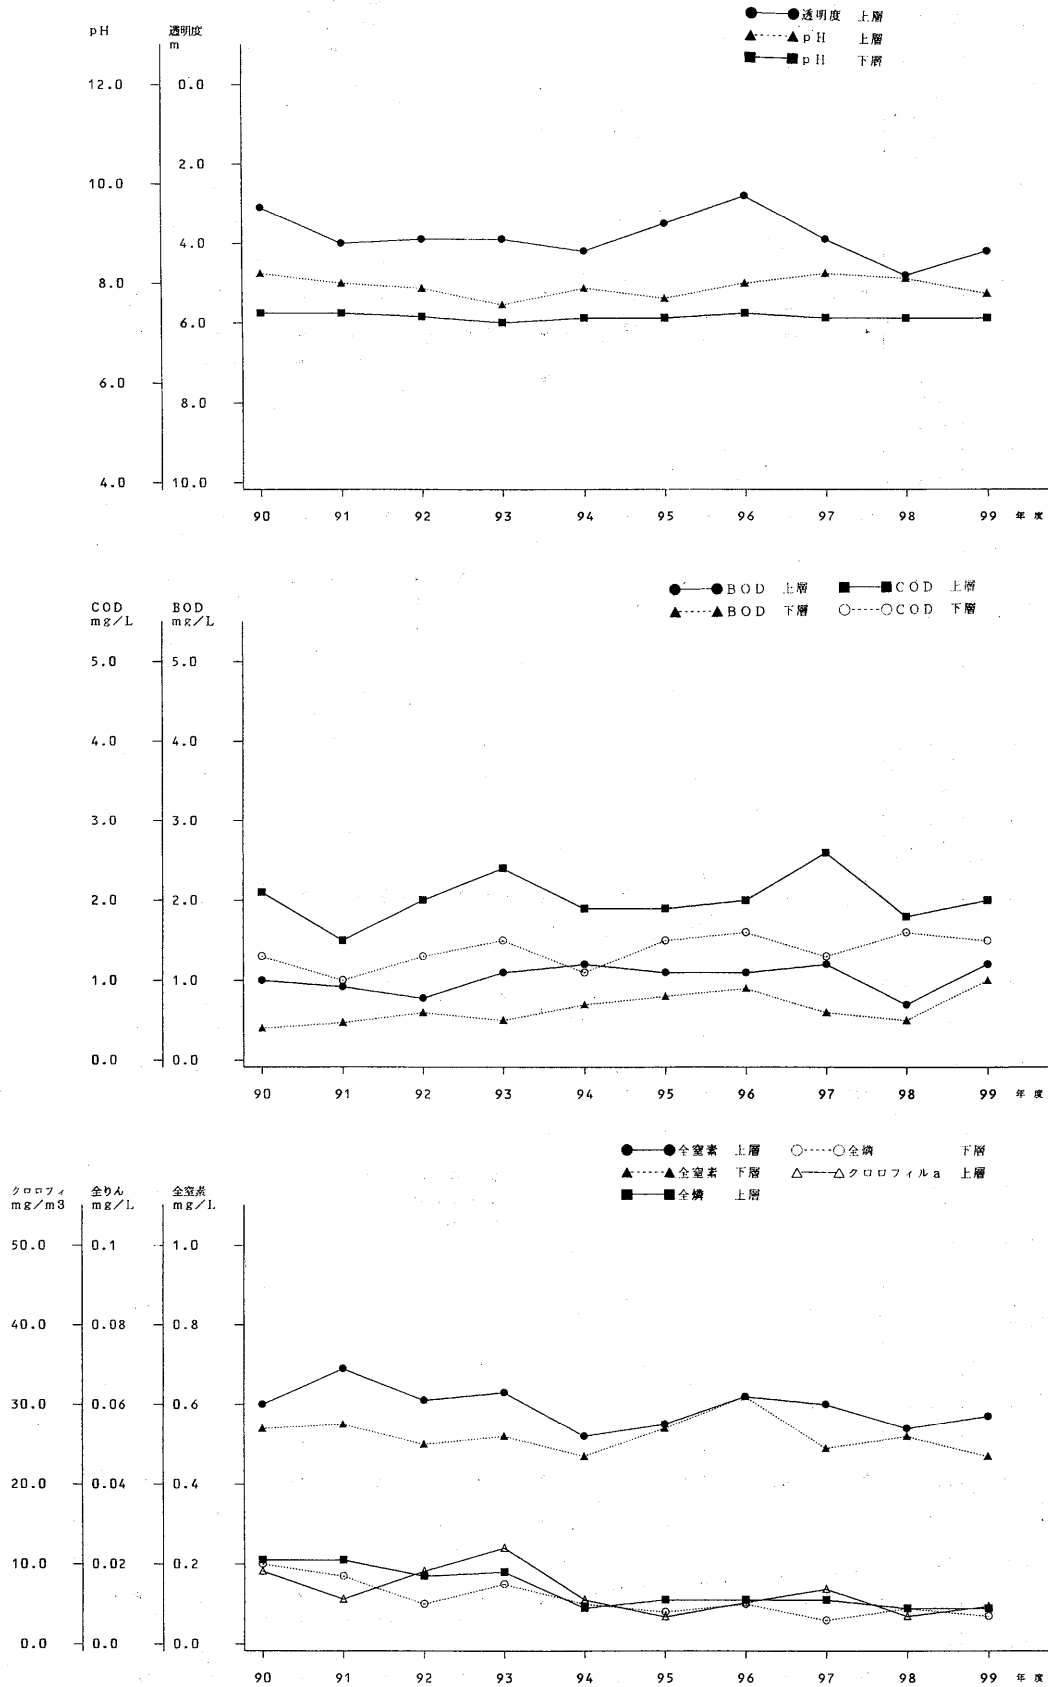 透明度 上層
pH 上層
pH 下層
pH 透明度
m
12.0 0.0
2.0
10.0
4.0
8.0
6.0
6.0
8.0
4.0 10.0
90 91 92 93 94 95 96 97 98 99 年度
BOD 上層 COD 上層
BOD 下層 COD 下層
COD BOD
mg/L mg/L
5.0 5.0
4.0 4.0
3.0 3.0
2.0 2.0
1.0 1.0
0.0 0.0
90 91 92 93 94 95 96 97 98 99 年度
全窒素 上層 全燐 下層
全窒素 下層 クロロフィルa 上層
全燐 上層
クロロフィ 全りん 全窒素
mg/m3 mg/L mg/L
50.0 0.1 1.0
40.0 0.08 0.8
30.0 0.06 0.6
20.0 0.04 0.4
10.0 0.02 0.2
0.0 0.0 0.0
90 91 92 93 94 95 96 97 98 99 年度